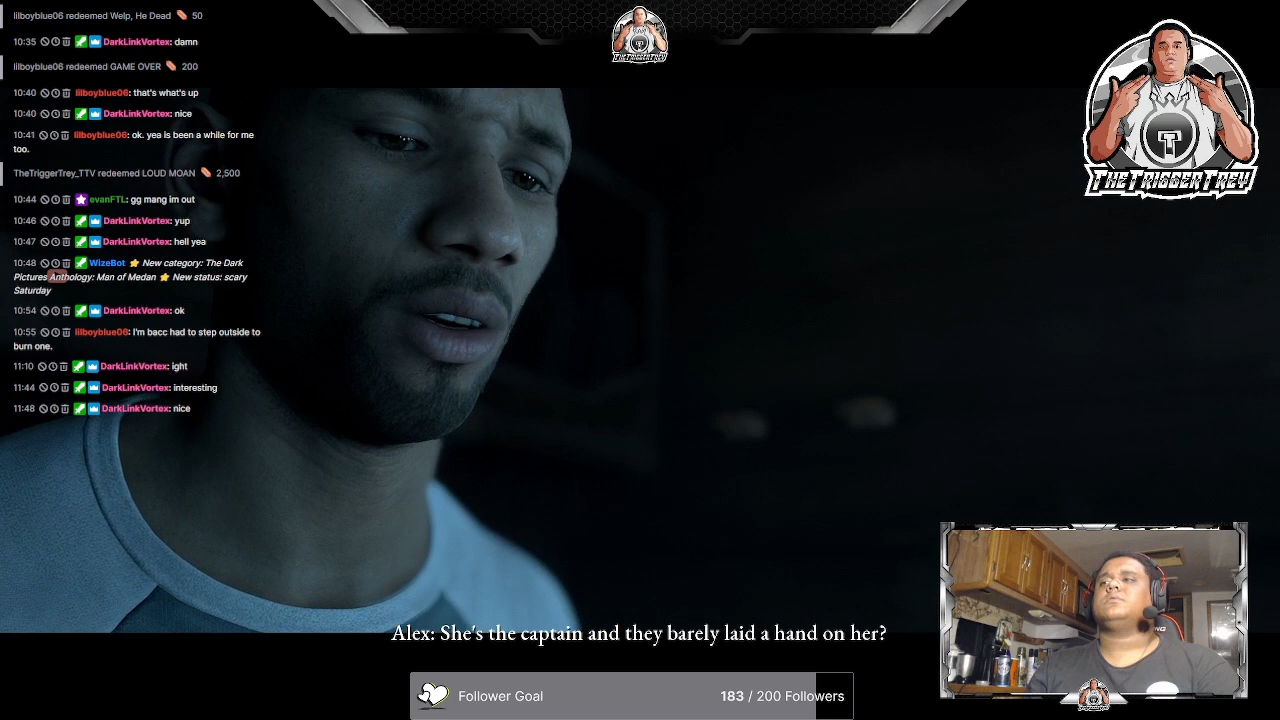 lilboyblue06 redeemed Welp, He Dead 50
10:35 DarkLinkVortex: damn
lilboyblue06 redeemed GAME OVER 200
10:40 lilboyblue06: that's what's up
10:40 DarkLinkVortex: nice
10:41 lilboyblue06: ok. yea is been a while for me
too.
TheTriggerTrey_TTV redeemed LOUD MOAN 2,500
10:44 evanFTL: gg mang im out
10:46 DarkLinkVortex: yup
10:47 DarkLinkVortex: hell yea
10:48 WizeBot New category: The Dark
Pictures Anthology: Man of Medan New status: scary
Saturday
10:54 DarkLinkVortex: ok
10:55 lilboyblue06: I'm bacc had to step outside to
burn one.
11:10 DarkLinkVortex: ight
11:44 DarkLinkVortex: interesting
11:48 DarkLinkVortex: nice
THETRIGGERTREY
T
THETRIGGERTREY
Alex: She's the captain and they barely laid a hand on her?
Follower Goal 183 / 200 Followers